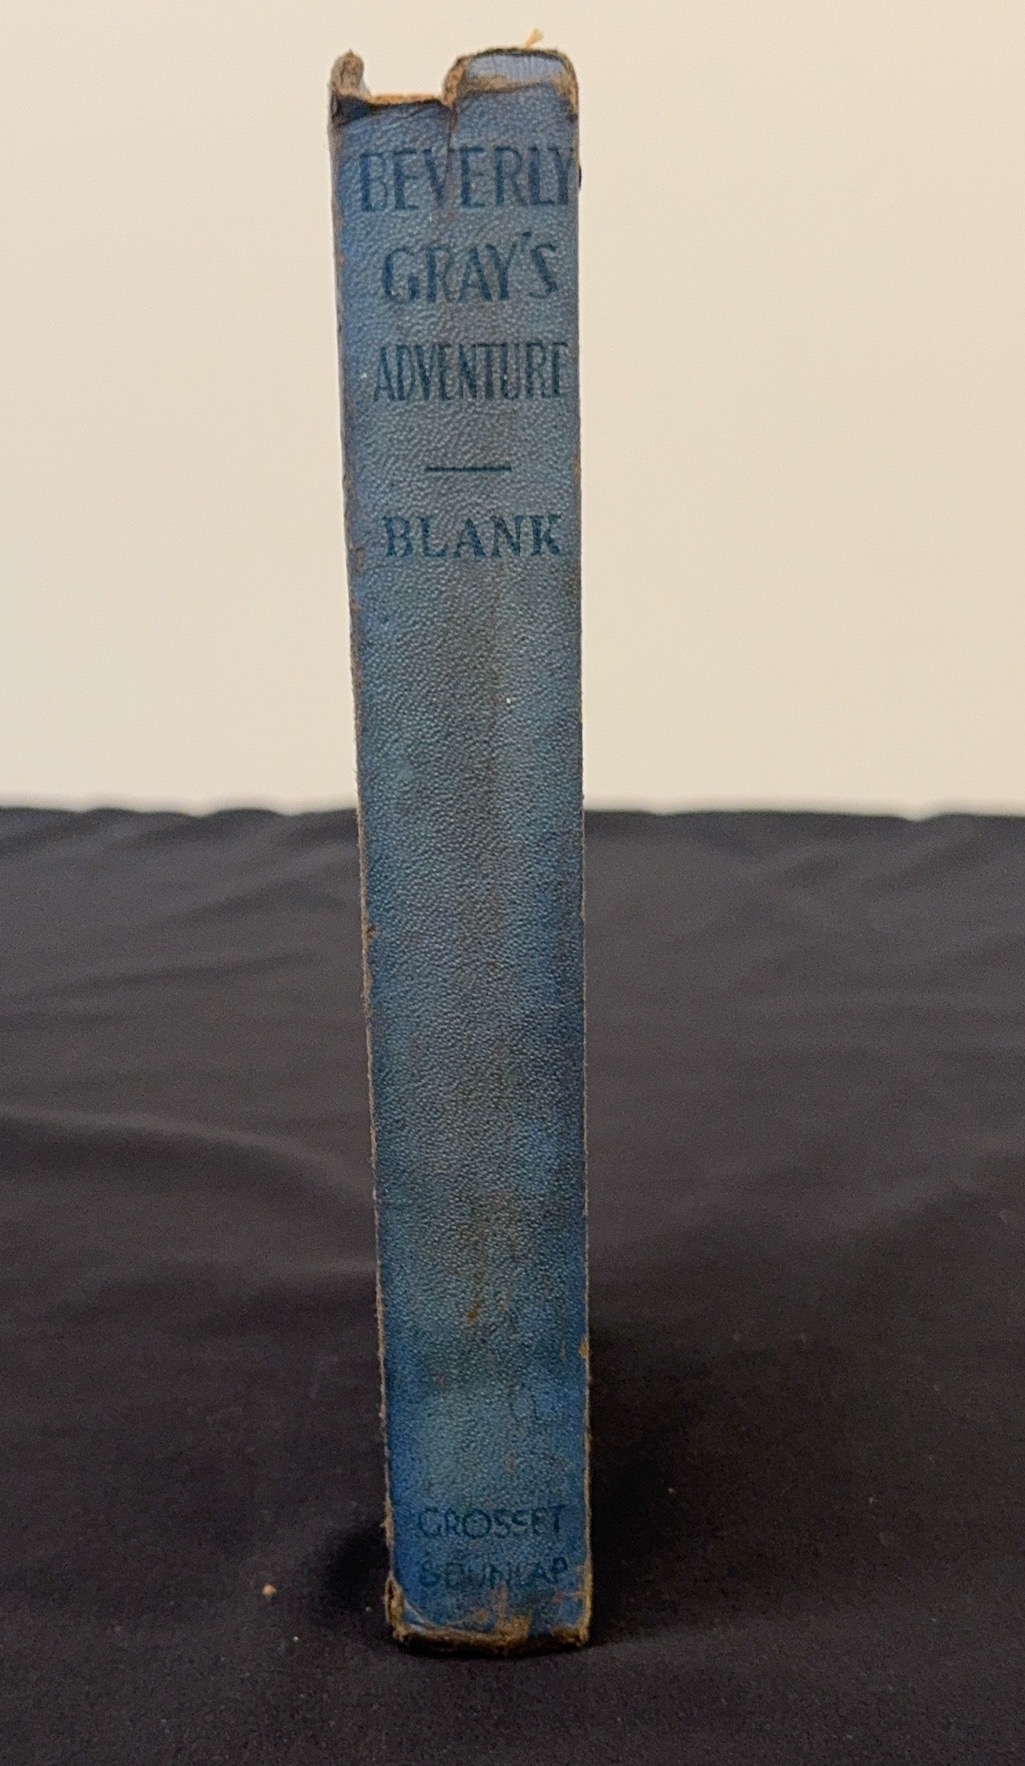 BEVERLY
GRAY'S
ADVENTURE
BLANK
GROSSET
& DUNLAP